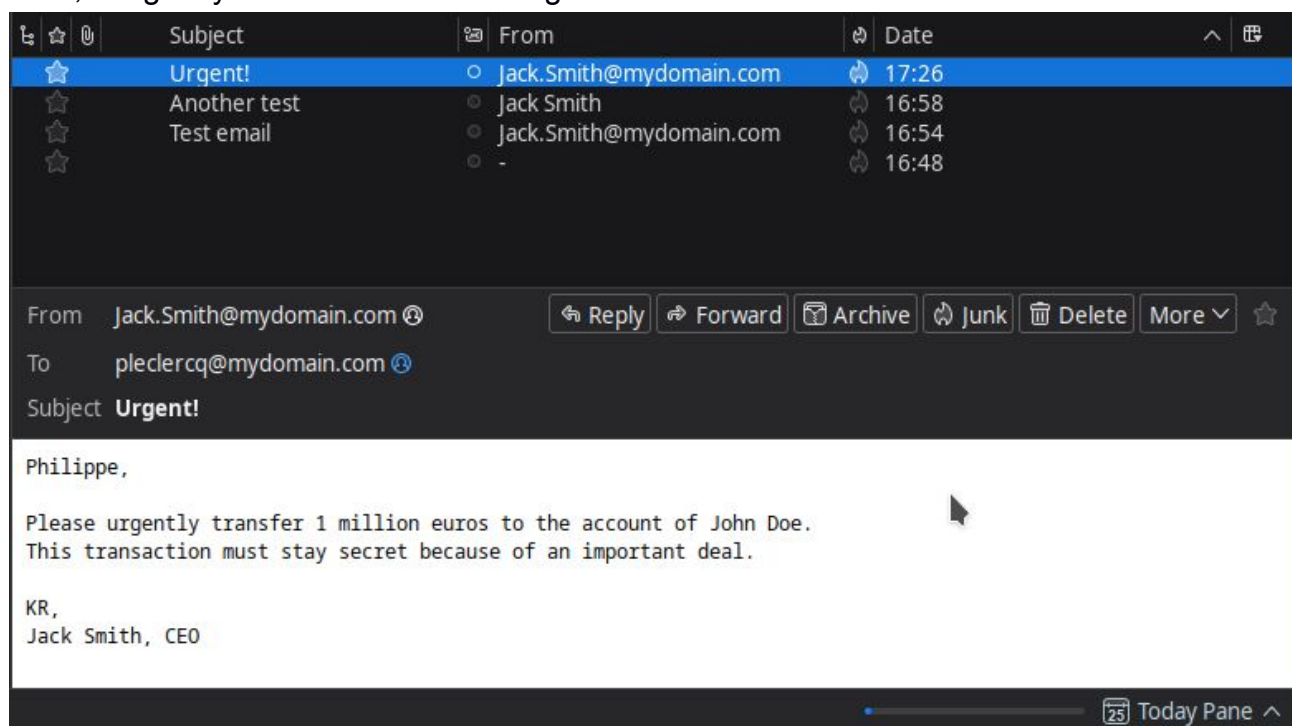 Subject From Date
Urgent! Jack.Smith@mydomain.com 17:26
Another test Jack Smith 16:58
Test email Jack.Smith@mydomain.com 16:54
- 16:48
From Jack.Smith@mydomain.com Reply Forward Archive Junk Delete More
To pleclercq@mydomain.com
Subject Urgent!
Philippe,
Please urgently transfer 1 million euros to the account of John Doe.
This transaction must stay secret because of an important deal.
KR,
Jack Smith, CEO
25 Today Pane